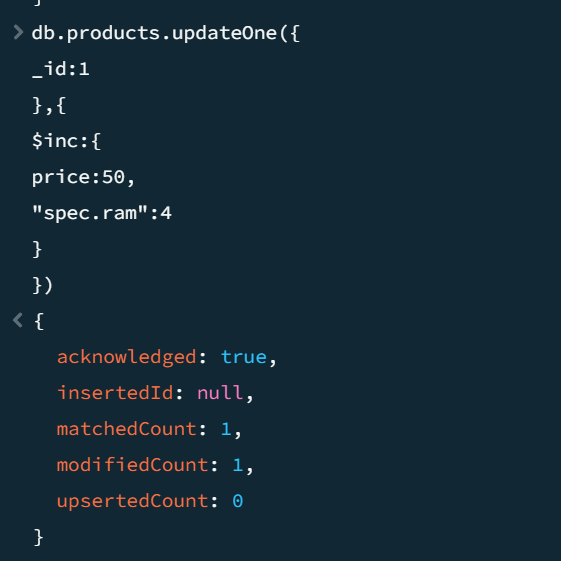 }
> db.products.updateOne({
_id:1
},{
$inc:{
price:50,
"spec.ram":4
}
})
< {
acknowledged: true,
insertedId: null,
matchedCount: 1,
modifiedCount: 1,
upsertedCount: 0
}